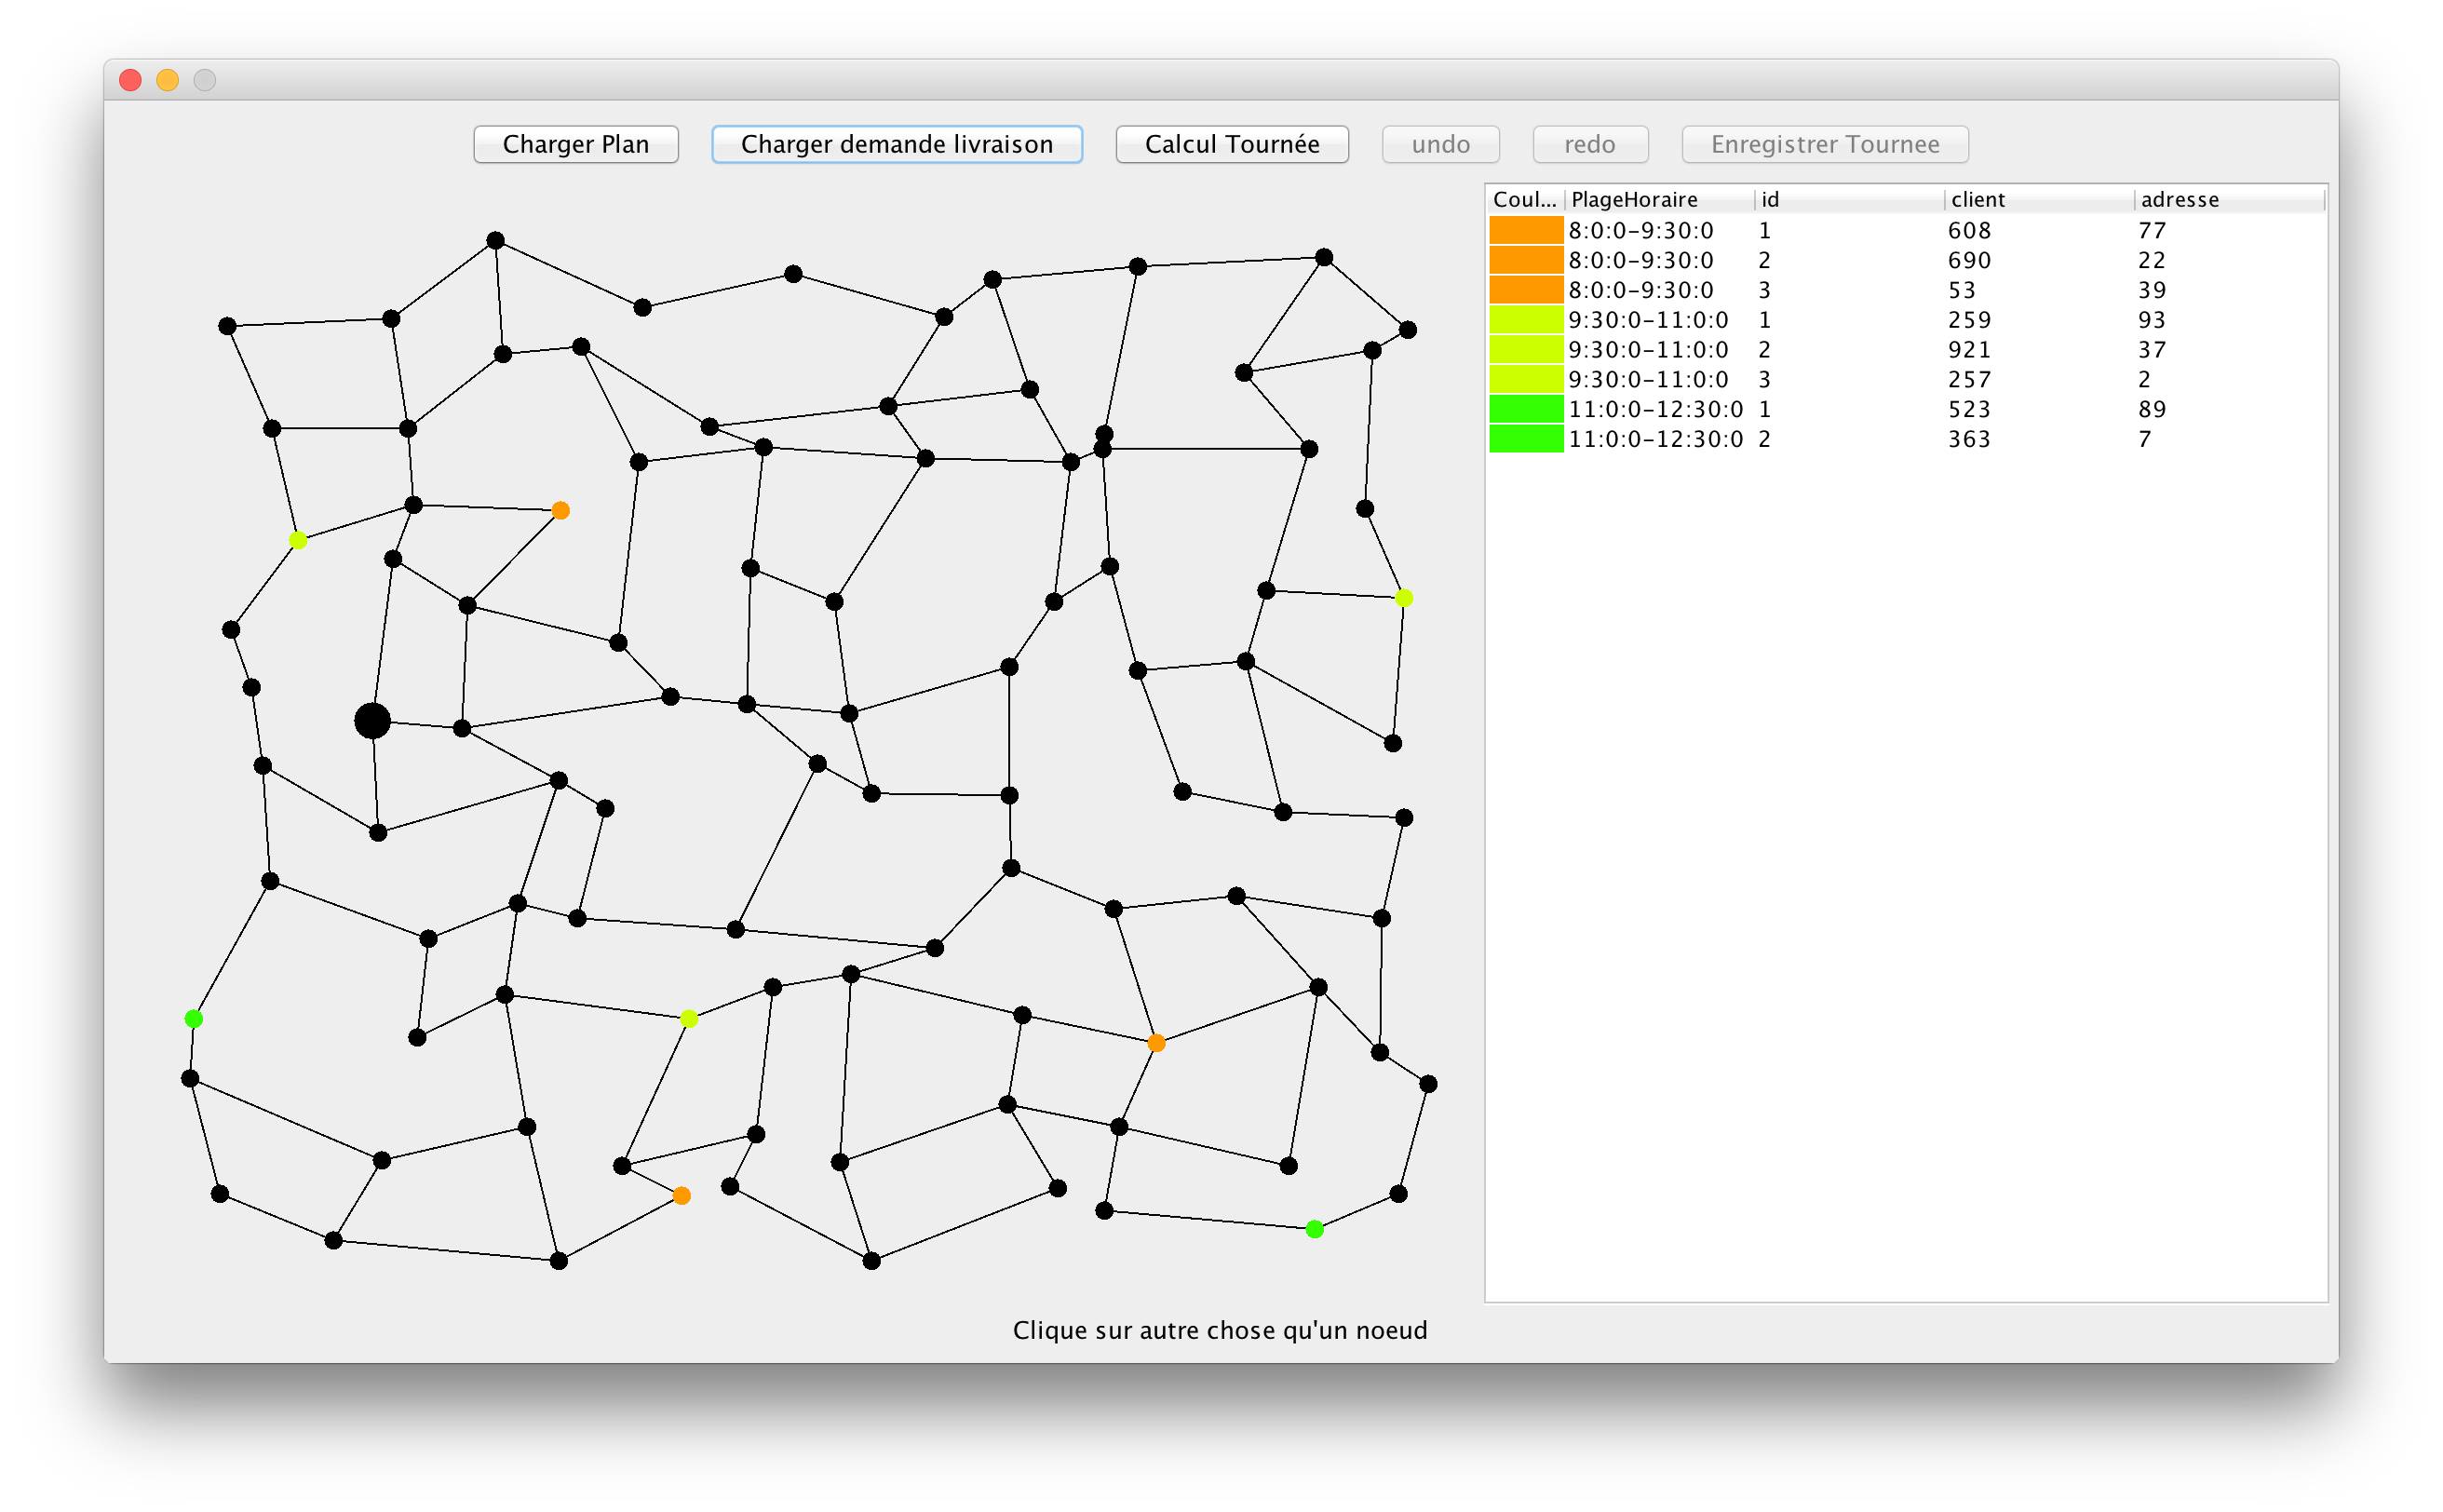 Charger Plan Charger demande livraison Calcul Tournée undo redo Enregistrer Tournee
Coul... PlageHoraire id client adresse
8:0:0-9:30:0 1 608 77
8:0:0-9:30:0 2 690 22
8:0:0-9:30:0 3 53 39
9:30:0-11:0:0 1 259 93
9:30:0-11:0:0 2 921 37
9:30:0-11:0:0 3 257 2
11:0:0-12:30:0 1 523 89
11:0:0-12:30:0 2 363 7
Clique sur autre chose qu'un noeud